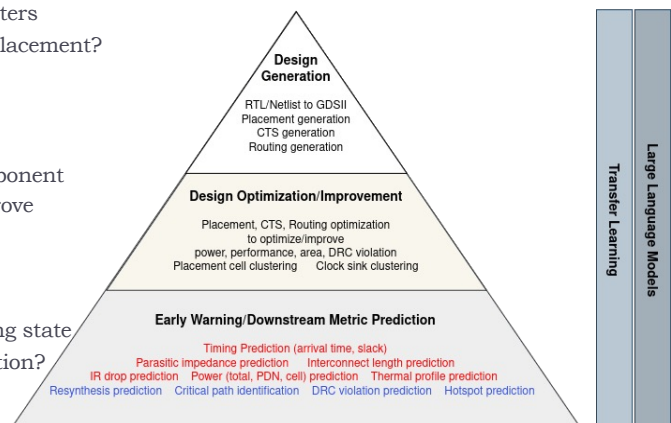 ters
lacement?
ponent
rove
ng state
tion?
Design
Generation
RTL/Netlist to GDSII
Placement generation
CTS generation
Routing generation
Design Optimization/Improvement
Placement, CTS, Routing optimization
to optimize/improve
power, performance, area, DRC violation
Placement cell clustering Clock sink clustering
Early Warning/Downstream Metric Prediction
Timing Prediction (arrival time, slack)
Parasitic impedance prediction Interconnect length prediction
IR drop prediction Power (total, PDN, cell) prediction Thermal profile prediction
Resynthesis prediction Critical path identification DRC violation prediction Hotspot prediction
Transfer Learning
Large Language Models